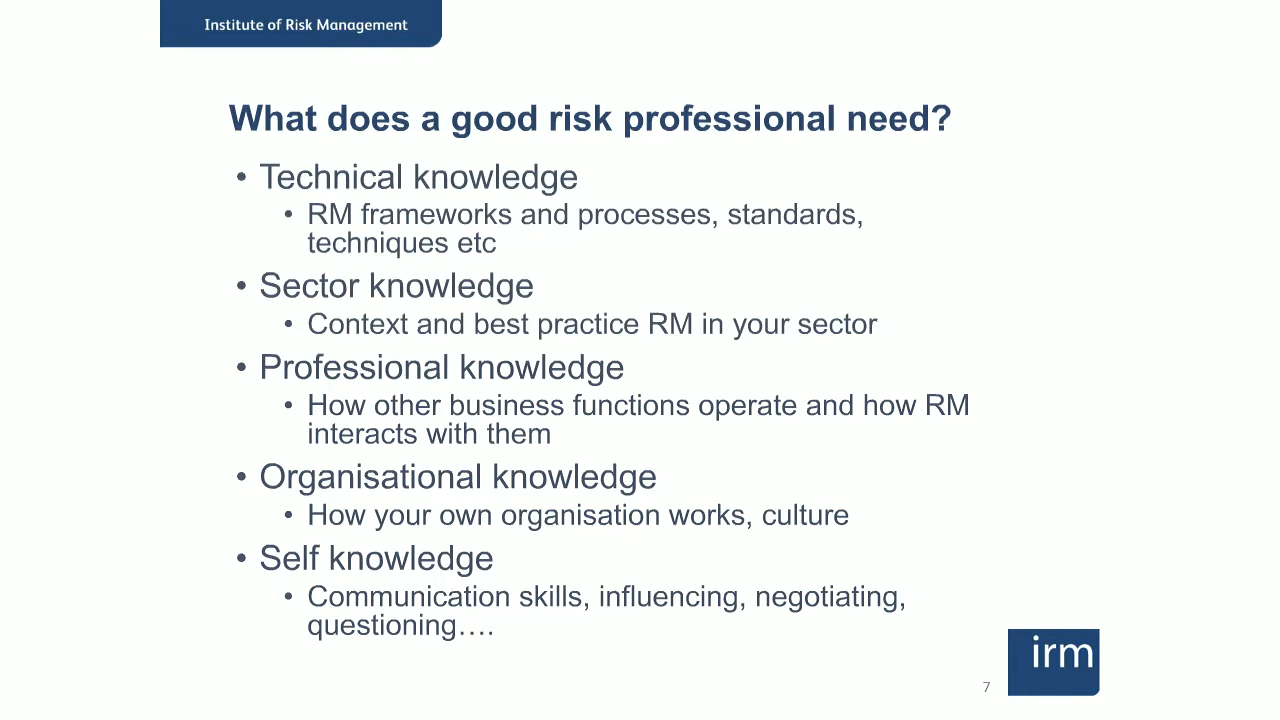 Institute of Risk Management
What does a good risk professional need?
• Technical knowledge
• RM frameworks and processes, standards,
techniques etc
• Sector knowledge
• Context and best practice RM in your sector
• Professional knowledge
• How other business functions operate and how RM
interacts with them
• Organisational knowledge
• How your own organisation works, culture
• Self knowledge
• Communication skills, influencing, negotiating,
questioning….
irm
7